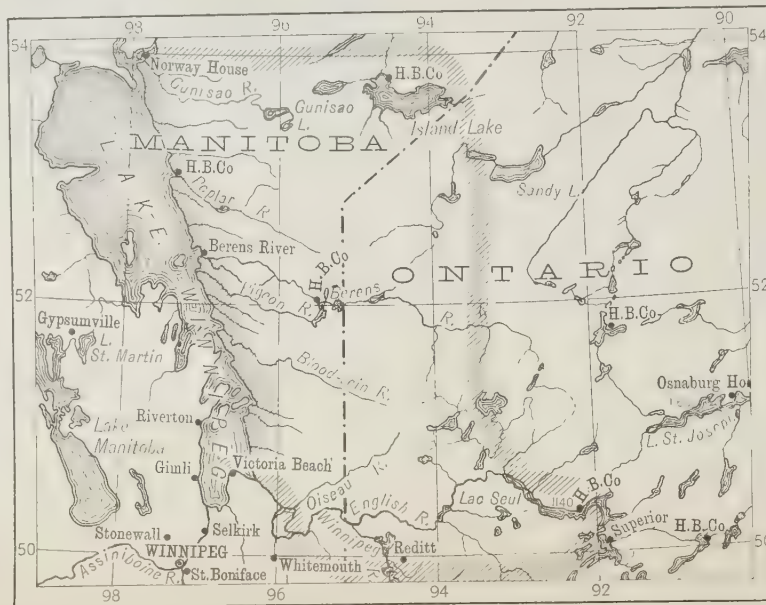 98 96 94 92 90
54 54
Norway House
H.B.Co
Gunisao R.
Gunisao
L.
Island Lake
MANITOBA
H.B.Co
Sandy L.
Poplar R.
LAKE WINNIPEG
Berens River
H.B.Co
ONTARIO
Berens
R.
Pigeon R.
52 52
Gypsumville
L.
St. Martin
H.B.Co
Osnaburg Ho
L. St. Joseph
Lake
Manitoba
Riverton
Gimli
Victoria Beach
Oiseau R.
English R.
Lac Seul
1140
H.B.Co
Stonewall
Selkirk
WINNIPEG
Winnipeg R.
Superior
H.B.Co
50 50
Assiniboine R.
St. Boniface
Whitemouth
Reditt
98 96 94 92 90